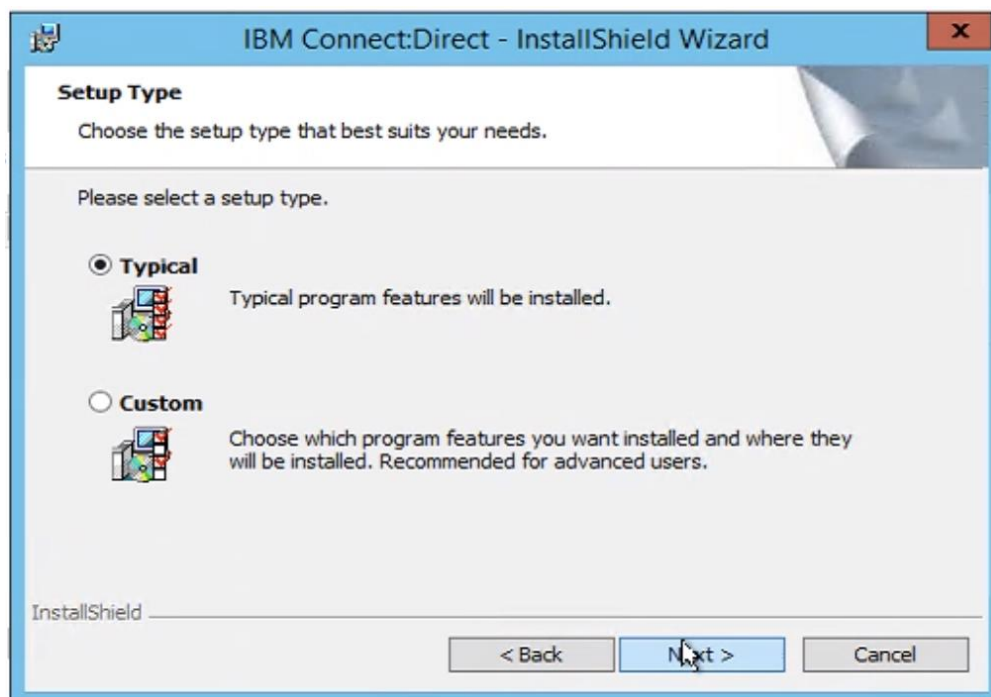 IBM Connect:Direct - InstallShield Wizard
x
Setup Type
Choose the setup type that best suits your needs.
Please select a setup type.
Typical
Typical program features will be installed.
Custom
Choose which program features you want installed and where they
will be installed. Recommended for advanced users.
InstallShield
< Back
Next >
Cancel